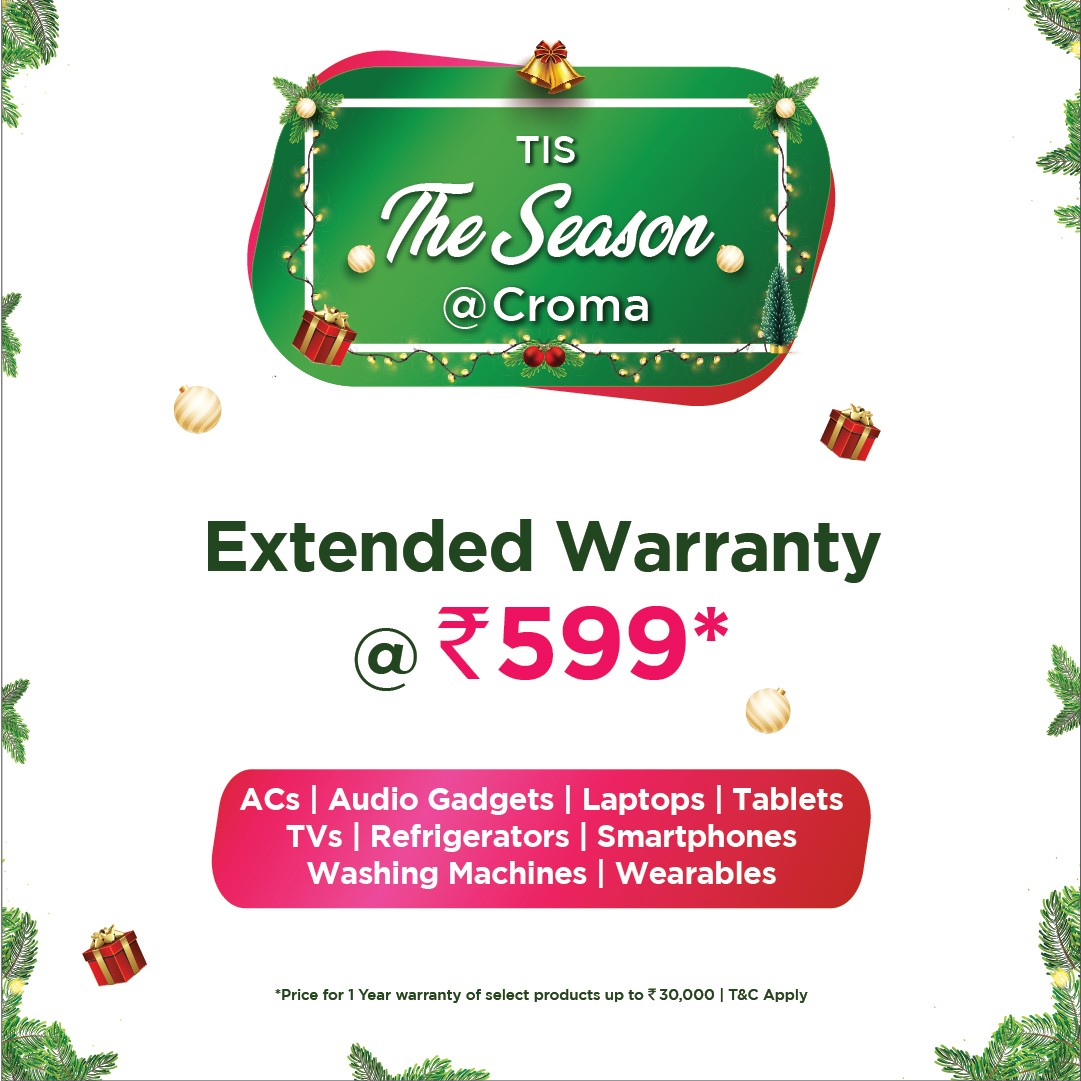 TIS
The Season
@Croma
Extended Warranty
@ ₹599*
ACs | Audio Gadgets | Laptops | Tablets
TVs | Refrigerators | Smartphones
Washing Machines | Wearables
*Price for 1 Year warranty of select products up to ₹ 30,000 | T&C Apply